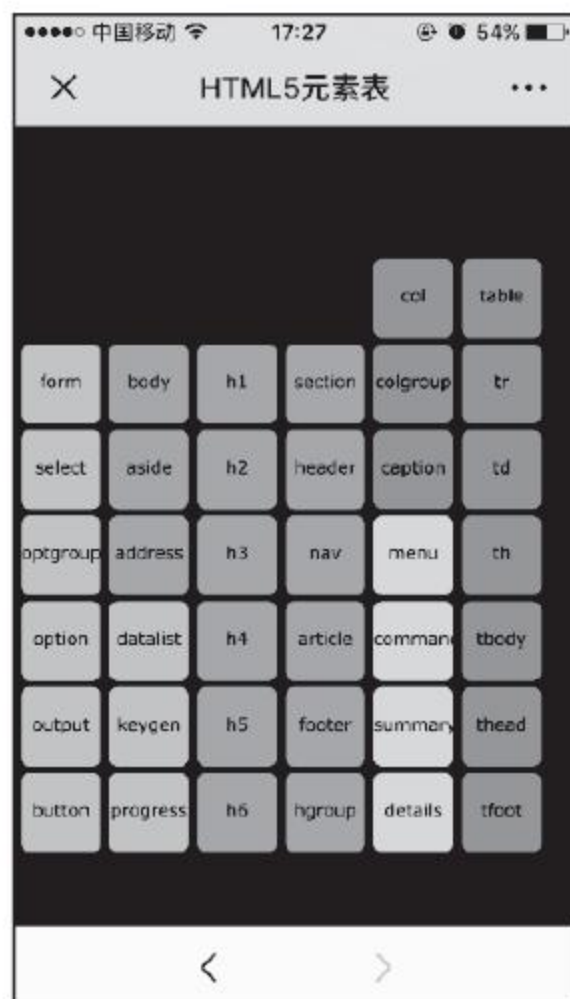 中国移动 17:27 54%
HTML5元素表
col table
form body h1 section colgroup tr
select aside h2 header caption td
optgroup address h3 nav menu th
option datalist h4 article comman tbody
output keygen h5 footer summary thead
button progress h6 hgroup details tfoot